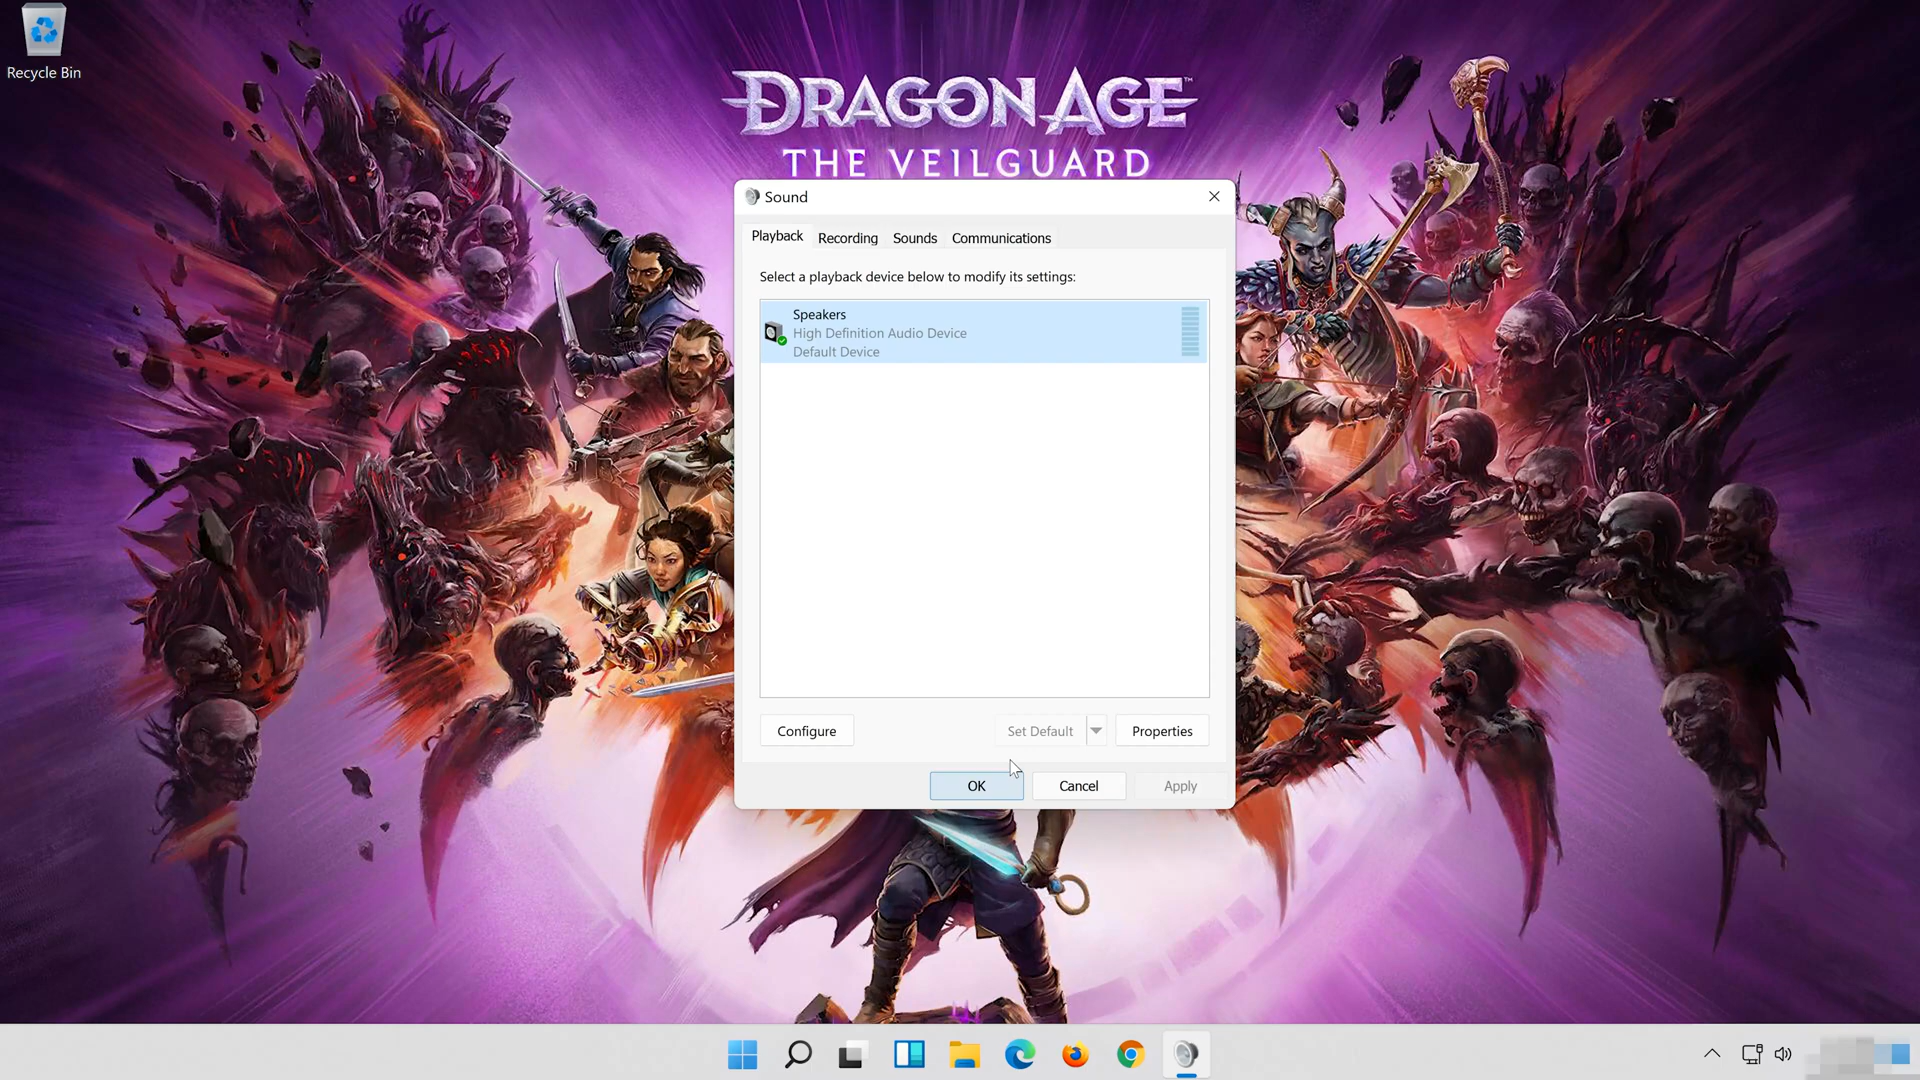 Recycle Bin
DRAGON AGE™
THE VEILGUARD
Sound
Playback
Recording
Sounds
Communications
Select a playback device below to modify its settings:
Speakers
High Definition Audio Device
Default Device
Configure
Set Default
Properties
OK
Cancel
Apply